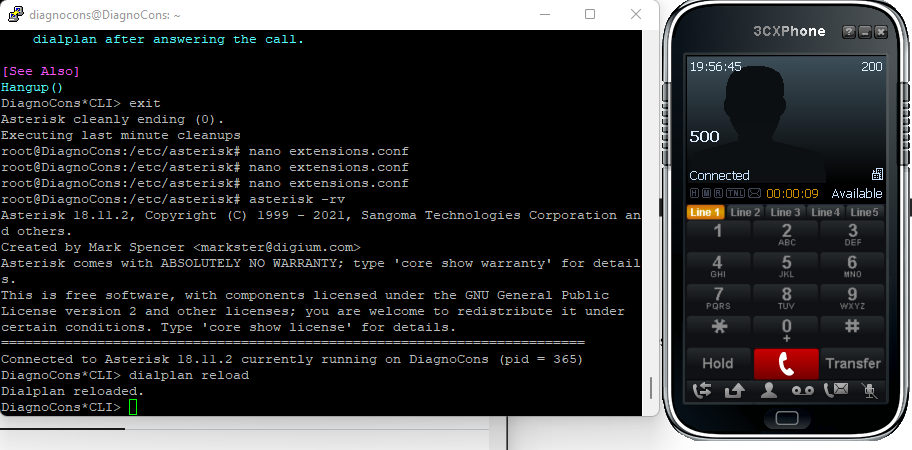 diagnocons@DiagnoCons: ~
dialplan after answering the call.
[See Also]
Hangup()
DiagnoCons*CLI> exit
Asterisk cleanly ending (0).
Executing last minute cleanups
root@DiagnoCons:/etc/asterisk# nano extensions.conf
root@DiagnoCons:/etc/asterisk# nano extensions.conf
root@DiagnoCons:/etc/asterisk# nano extensions.conf
root@DiagnoCons:/etc/asterisk# asterisk -rv
Asterisk 18.11.2, Copyright (C) 1999 - 2021, Sangoma Technologies Corporation an
d others.
Created by Mark Spencer <markster@digium.com>
Asterisk comes with ABSOLUTELY NO WARRANTY; type 'core show warranty' for detail
s.
This is free software, with components licensed under the GNU General Public
License version 2 and other licenses; you are welcome to redistribute it under
certain conditions. Type 'core show license' for details.
=========================================================================
Connected to Asterisk 18.11.2 currently running on DiagnoCons (pid = 365)
DiagnoCons*CLI> dialplan reload
Dialplan reloaded.
DiagnoCons*CLI>
3CXPhone
19:56:45 200
500
Connected
H M R TNL 00:00:09 Available
Line 1 Line 2 Line 3 Line4 Line5
1 2 3
ABC DEF
4 5 6
GHI JKL MNO
7 8 9
PQRS TUV WXYZ
* 0 #
+
Hold Transfer